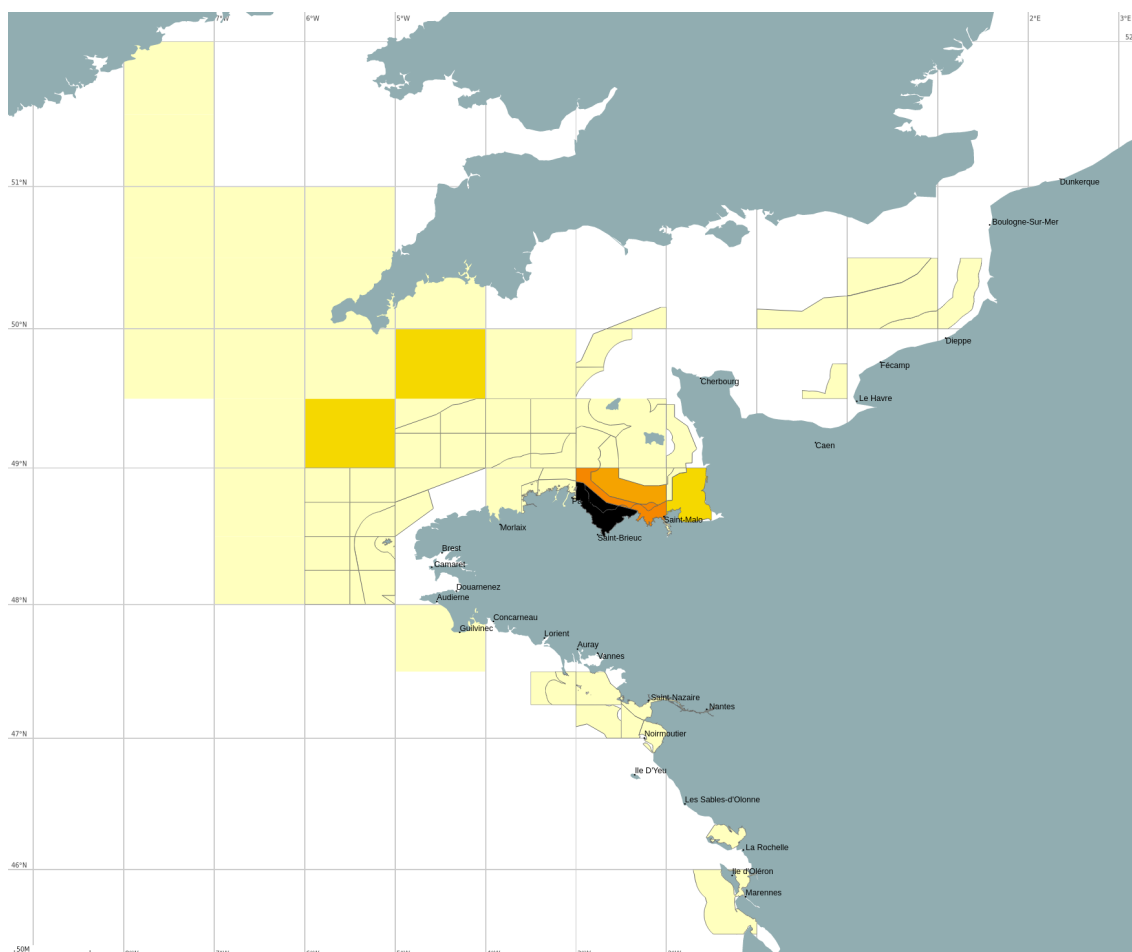 7°W 6°W 5°W 2°E 3°E
52
51°N
Dunkerque
Boulogne-Sur-Mer
50°N
Dieppe
Fécamp
Cherbourg
Le Havre
Caen
49°N
Saint-Malo
Morlaix
Saint-Brieuc
Brest
Camaret
Douarnenez
48°N
Audierne
Concarneau
Guilvinec
Lorient
Auray
Vannes
Saint-Nazaire
Nantes
47°N
Noirmoutier
Ile D'Yeu
Les Sables-d'Olonne
La Rochelle
46°N
Ile d'Oléron
Marennes